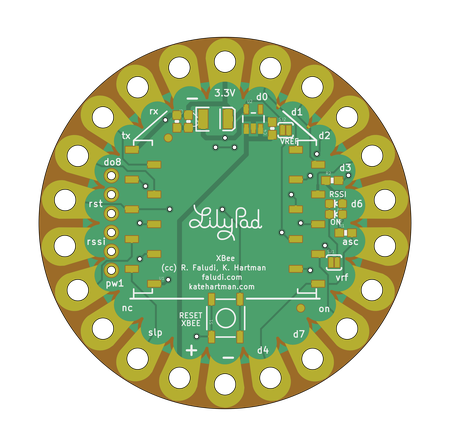 − 3.3V d0
rx d1
tx VREF d2
do8 d3
RSSI
rst d6
ON
rssi asc
LilyPad
XBee
(cc) R. Faludi, K. Hartman
faludi.com
katehartman.com
pw1 vrf
nc RESET on
XBEE
slp d7
+ − d4